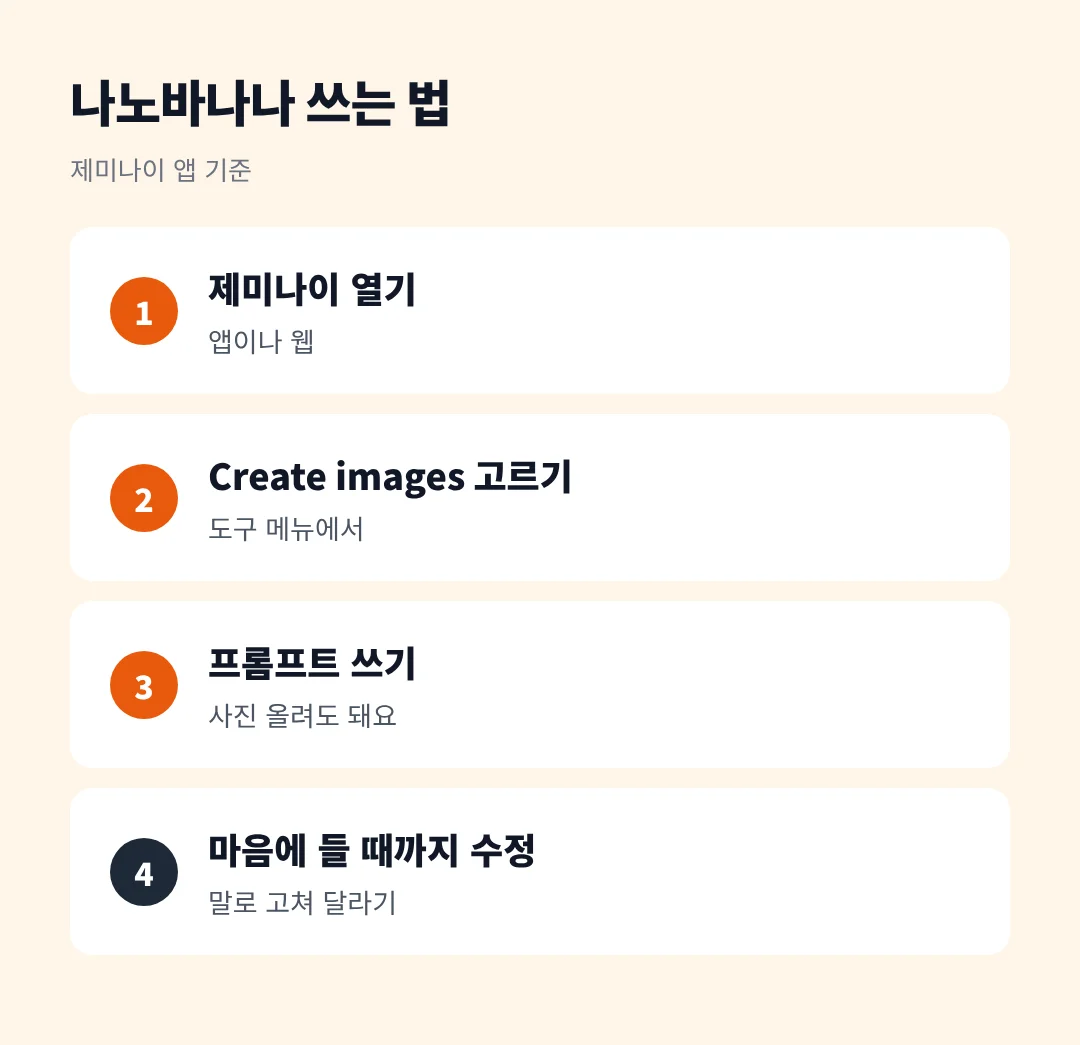 나노바나나 쓰는 법
제미나이 앱 기준
1
제미나이 열기
앱이나 웹
2
Create images 고르기
도구 메뉴에서
3
프롬프트 쓰기
사진 올려도 돼요
4
마음에 들 때까지 수정
말로 고쳐 달라기